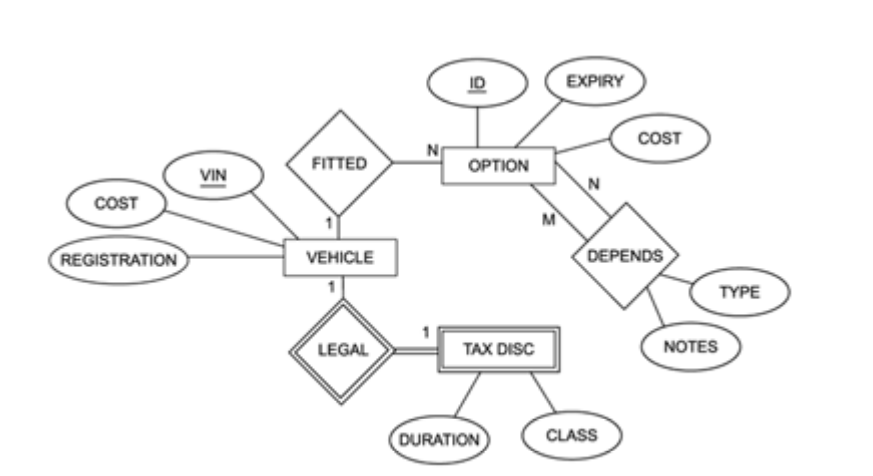 ID
EXPIRY
COST
FITTED
N
OPTION
VIN
N
COST
M
1
REGISTRATION
VEHICLE
DEPENDS
1
TYPE
1
LEGAL
TAX DISC
NOTES
DURATION
CLASS